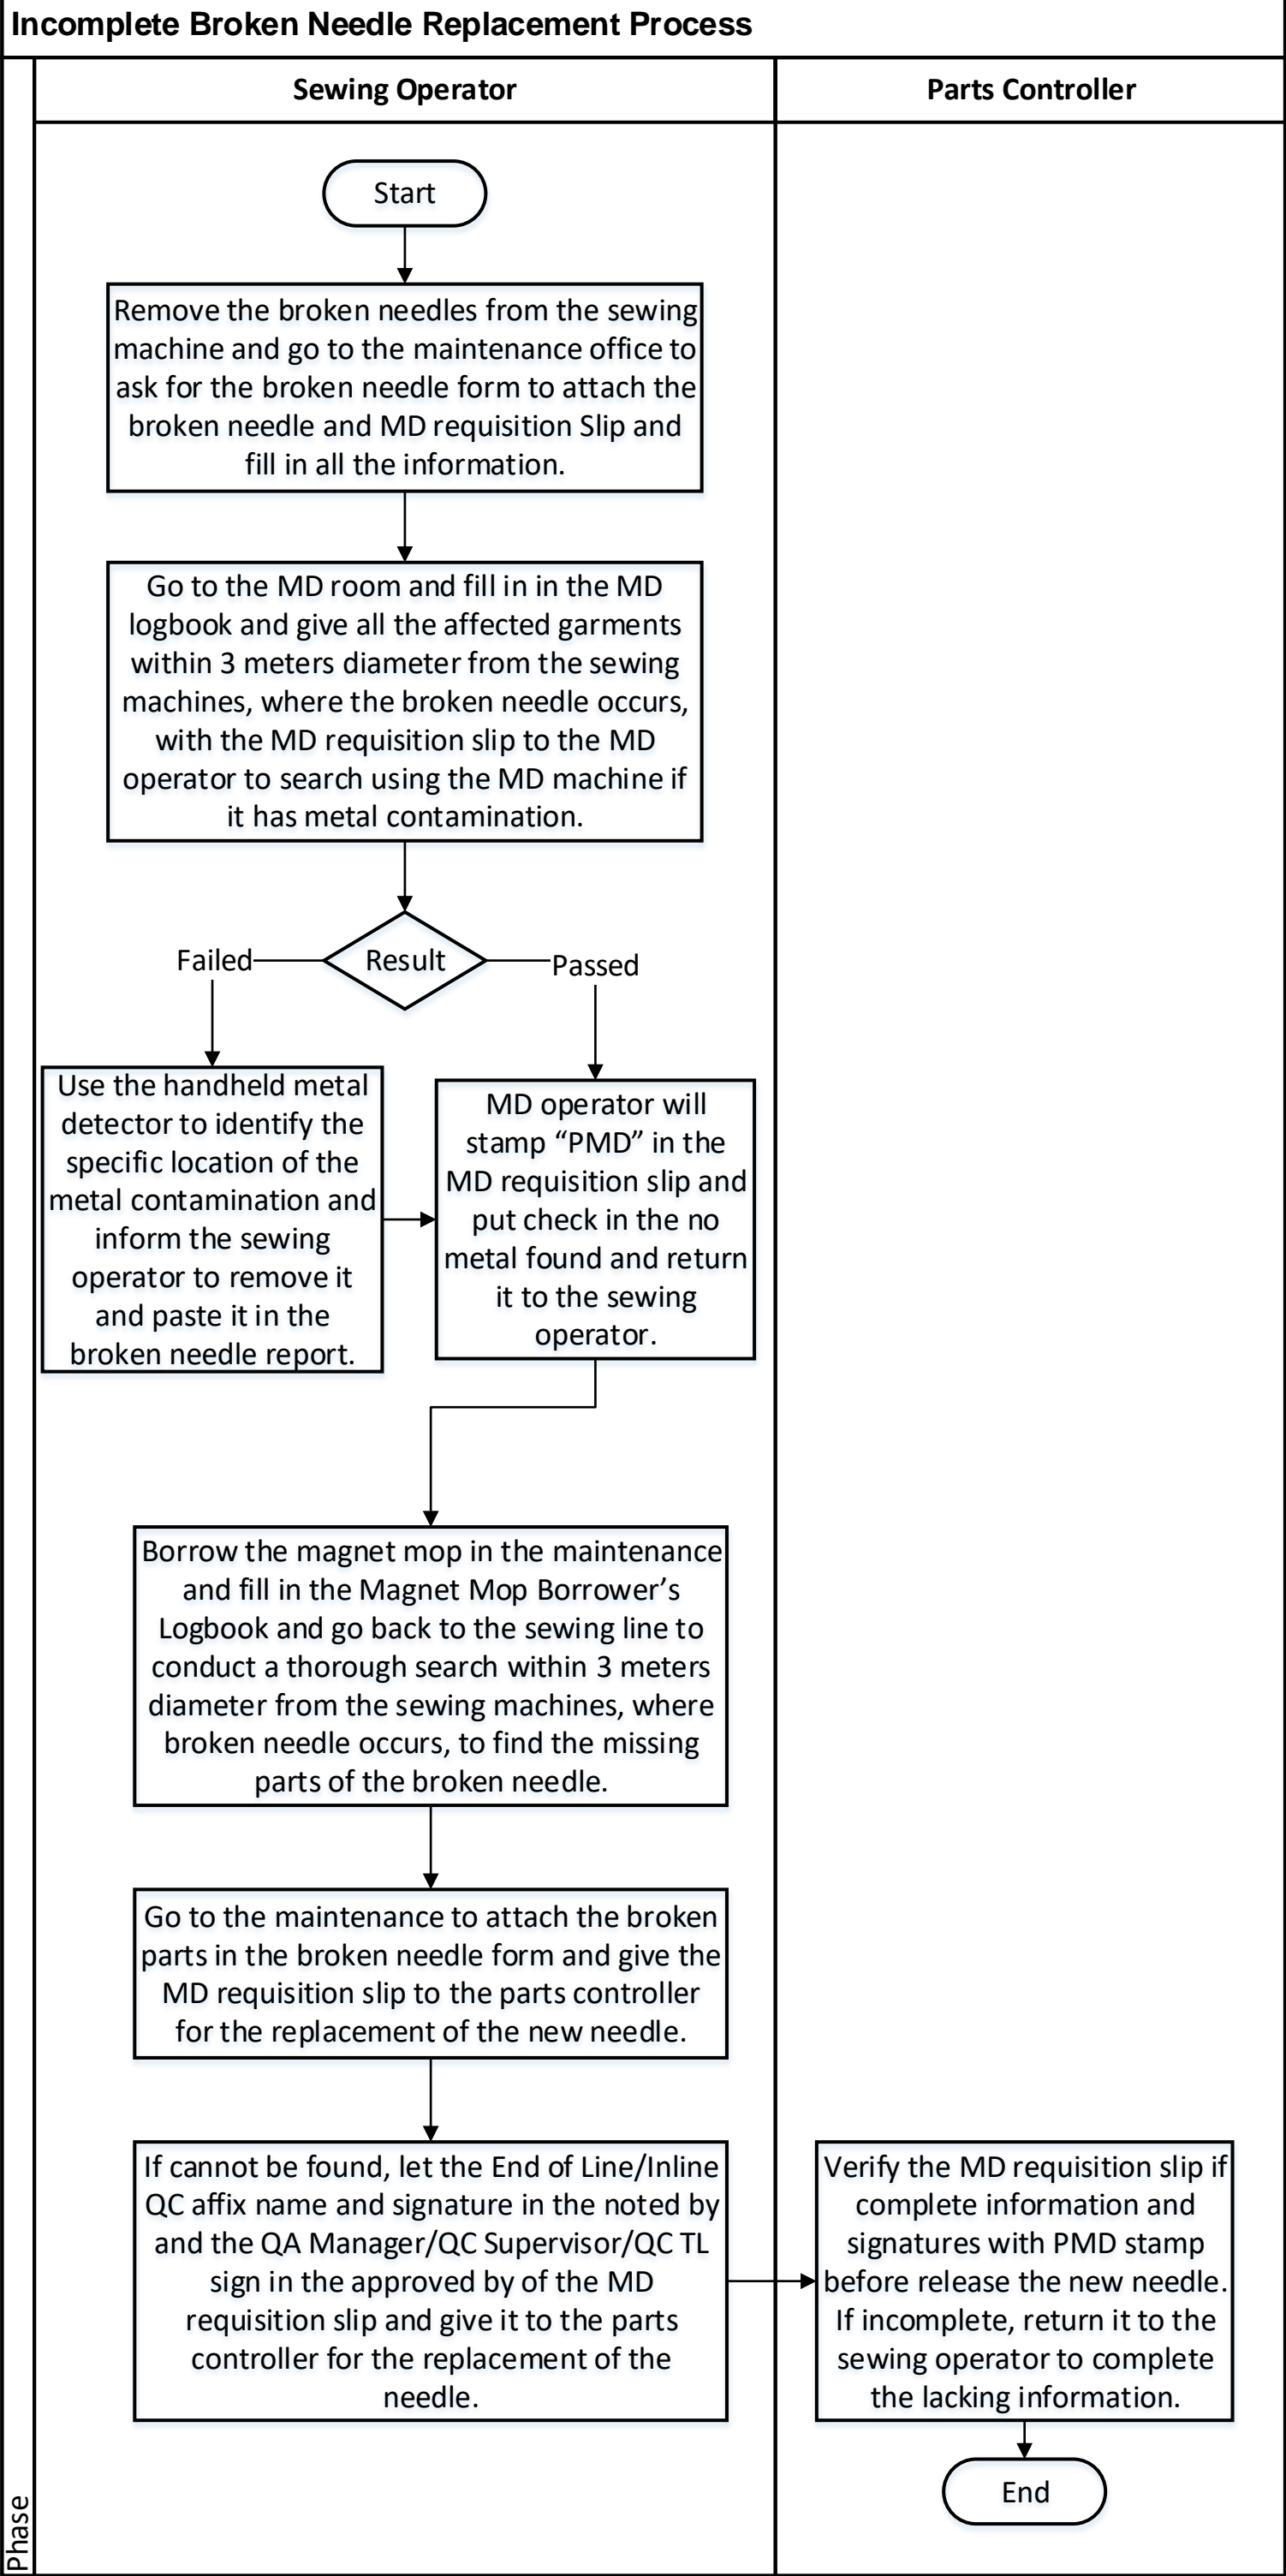 Incomplete Broken Needle Replacement Process
Sewing Operator
Parts Controller
Start
Remove the broken needles from the sewing
machine and go to the maintenance office to
ask for the broken needle form to attach the
broken needle and MD requisition Slip and
fill in all the information.
Go to the MD room and fill in in the MD
logbook and give all the affected garments
within 3 meters diameter from the sewing
machines, where the broken needle occurs,
with the MD requisition slip to the MD
operator to search using the MD machine if
it has metal contamination.
Result
Failed
Passed
Use the handheld metal
detector to identify the
specific location of the
metal contamination and
inform the sewing
operator to remove it
and paste it in the
broken needle report.
MD operator will
stamp “PMD” in the
MD requisition slip and
put check in the no
metal found and return
it to the sewing
operator.
Borrow the magnet mop in the maintenance
and fill in the Magnet Mop Borrower’s
Logbook and go back to the sewing line to
conduct a thorough search within 3 meters
diameter from the sewing machines, where
broken needle occurs, to find the missing
parts of the broken needle.
Go to the maintenance to attach the broken
parts in the broken needle form and give the
MD requisition slip to the parts controller
for the replacement of the new needle.
If cannot be found, let the End of Line/Inline
QC affix name and signature in the noted by
and the QA Manager/QC Supervisor/QC TL
sign in the approved by of the MD
requisition slip and give it to the parts
controller for the replacement of the
needle.
Verify the MD requisition slip if
complete information and
signatures with PMD stamp
before release the new needle.
If incomplete, return it to the
sewing operator to complete
the lacking information.
End
Phase